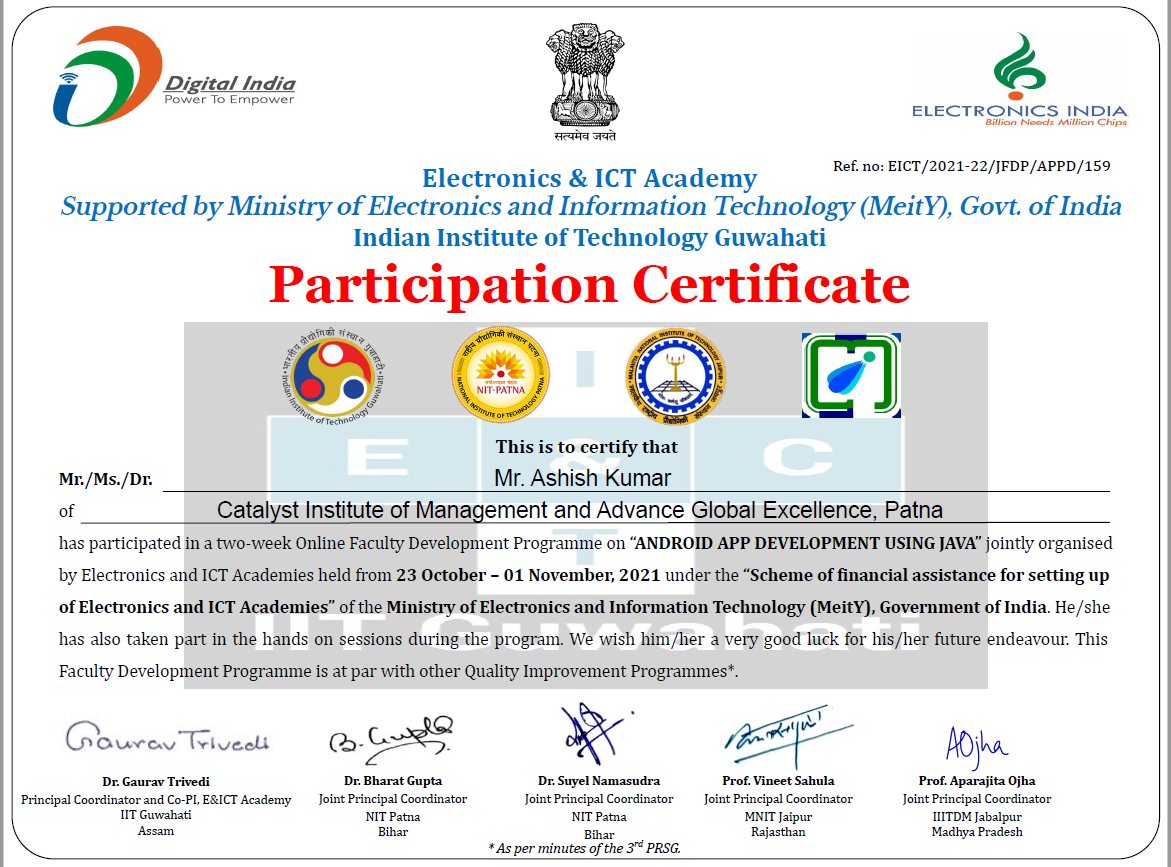 Digital India
Power To Empower
सत्यमेव जयते
ELECTRONICS INDIA
Billion Needs Million Chips
Ref. no: EICT/2021-22/JFDP/APPD/159
Electronics & ICT Academy
Supported by Ministry of Electronics and Information Technology (MeitY), Govt. of India
Indian Institute of Technology Guwahati
Participation Certificate
भारतीय प्रौद्योगिकी संस्थान गुवाहाटी
Indian Institute of Technology Guwahati
राष्ट्रीय प्रौद्योगिकी संस्थान पटना
NIT-PATNA
NATIONAL INSTITUTE OF TECHNOLOGY PATNA
MALAVIYA NATIONAL INSTITUTE OF TECHNOLOGY JAIPUR
I
E & C
T
IIT Guwahati
This is to certify that
Mr./Ms./Dr. Mr. Ashish Kumar
of Catalyst Institute of Management and Advance Global Excellence, Patna
has participated in a two-week Online Faculty Development Programme on “ANDROID APP DEVELOPMENT USING JAVA” jointly organised
by Electronics and ICT Academies held from 23 October – 01 November, 2021 under the “Scheme of financial assistance for setting up
of Electronics and ICT Academies” of the Ministry of Electronics and Information Technology (MeitY), Government of India. He/she
has also taken part in the hands on sessions during the program. We wish him/her a very good luck for his/her future endeavour. This
Faculty Development Programme is at par with other Quality Improvement Programmes*.
Gaurav Trivedi
B. Gupta
AOjha
Dr. Gaurav Trivedi
Principal Coordinator and Co-PI, E&ICT Academy
IIT Guwahati
Assam
Dr. Bharat Gupta
Joint Principal Coordinator
NIT Patna
Bihar
Dr. Suyel Namasudra
Joint Principal Coordinator
NIT Patna
Bihar
Prof. Vineet Sahula
Joint Principal Coordinator
MNIT Jaipur
Rajasthan
Prof. Aparajita Ojha
Joint Principal Coordinator
IIITDM Jabalpur
Madhya Pradesh
* As per minutes of the 3rd PRSG.